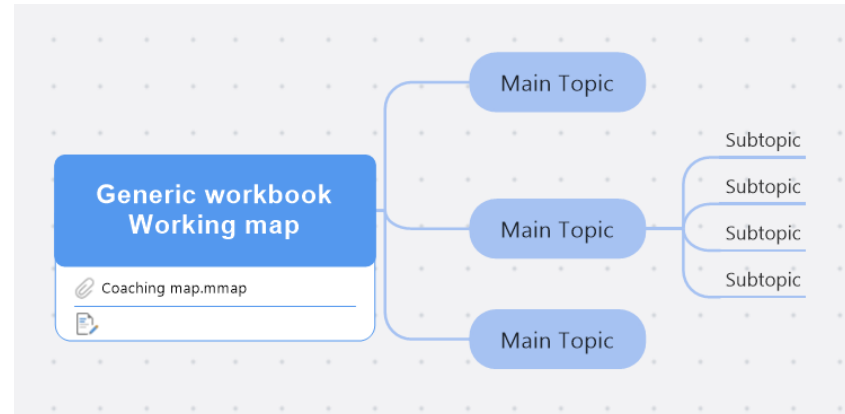 Generic workbook
Working map
Coaching map.mmap
Main Topic
Main Topic
Subtopic
Subtopic
Subtopic
Subtopic
Main Topic